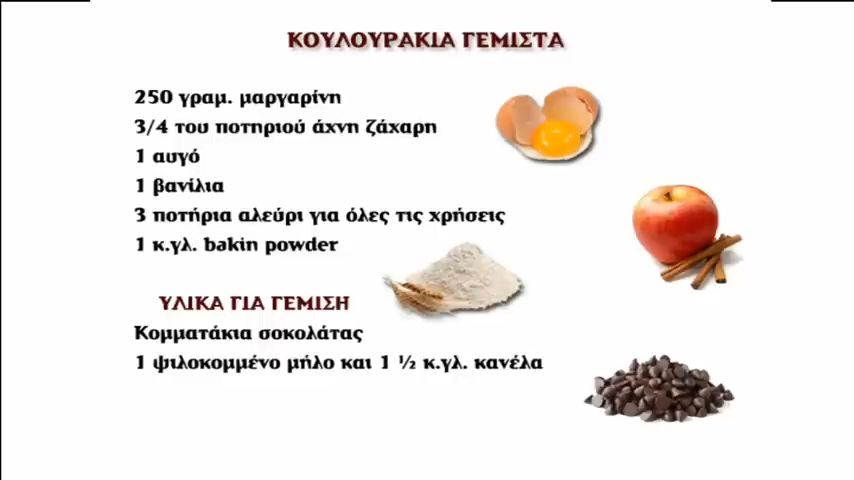 ΚΟΥΛΟΥΡΑΚΙΑ ΓΕΜΙΣΤΑ
250 γραμ. μαργαρίνη
3/4 του ποτηριού άχνη ζάχαρη
1 αυγό
1 βανίλια
3 ποτήρια αλεύρι για όλες τις χρήσεις
1 κ.γλ. bakin powder
ΥΛΙΚΑ ΓΙΑ ΓΕΜΙΣΗ
Κομματάκια σοκολάτας
1 ψιλοκομμένο μήλο και 1 ½ κ.γλ. κανέλα